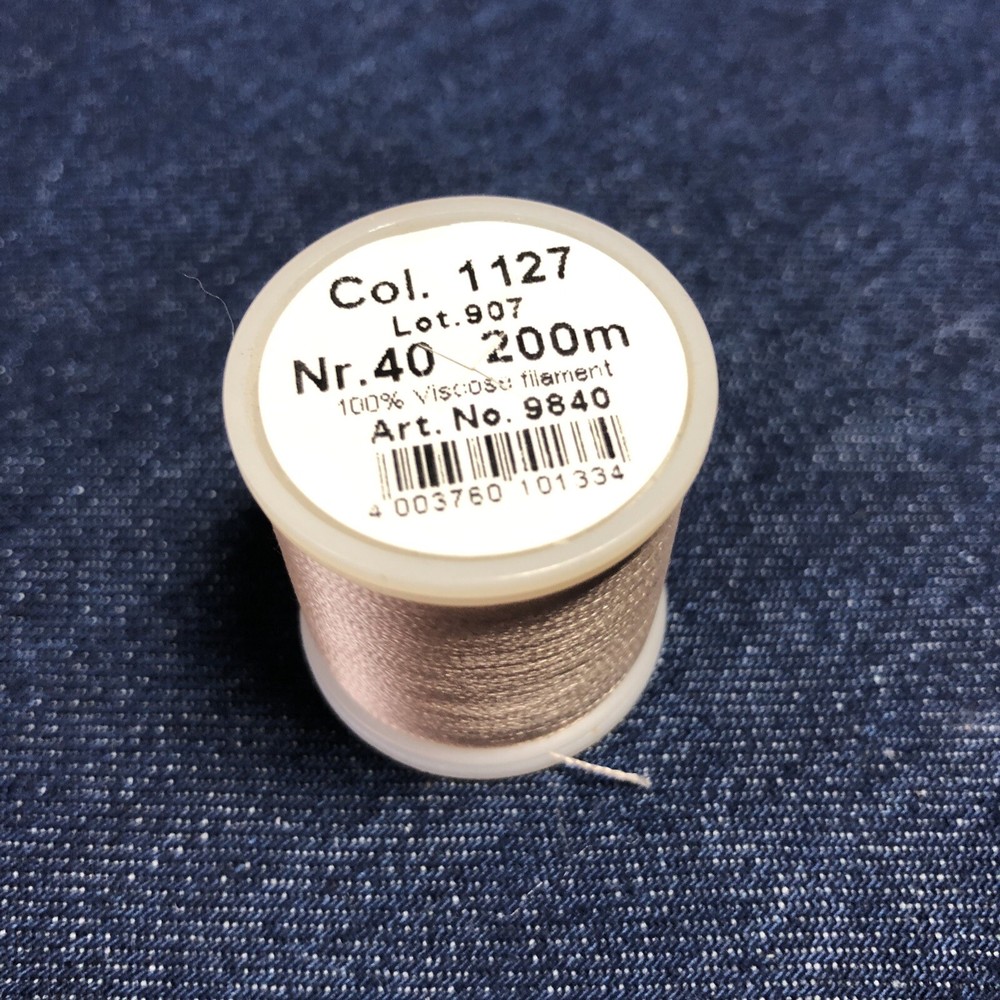 Col. 1127
Lot.907
Nr.40 200m
100% Viscose filament
Art. No. 9840
4 003760 101334